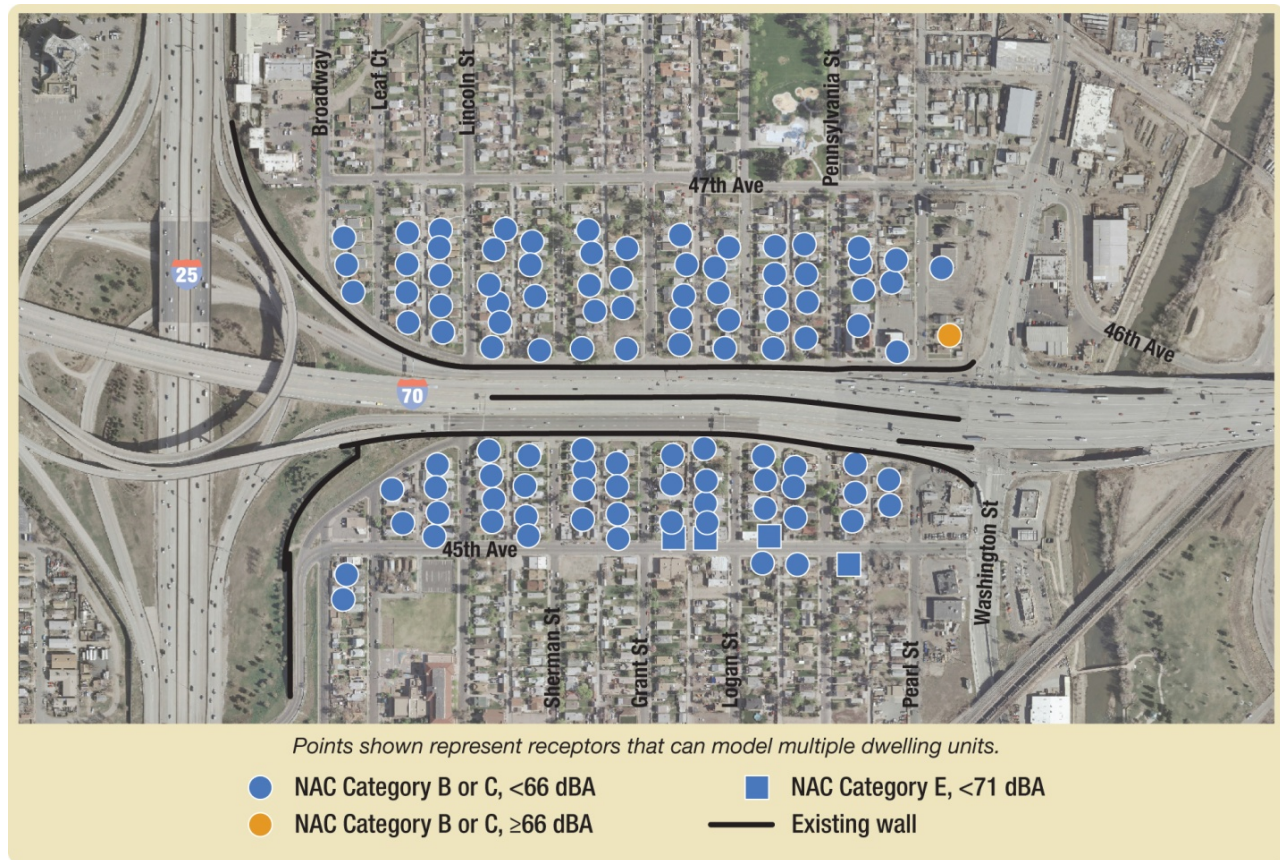 Broadway
Leaf Ct
Lincoln St
Pennsylvania St
47th Ave
25
46th Ave
70
45th Ave
Washington St
Sherman St
Grant St
Logan St
Pearl St
Points shown represent receptors that can model multiple dwelling units.
NAC Category B or C, <66 dBA
NAC Category E, <71 dBA
NAC Category B or C, ≥66 dBA
Existing wall